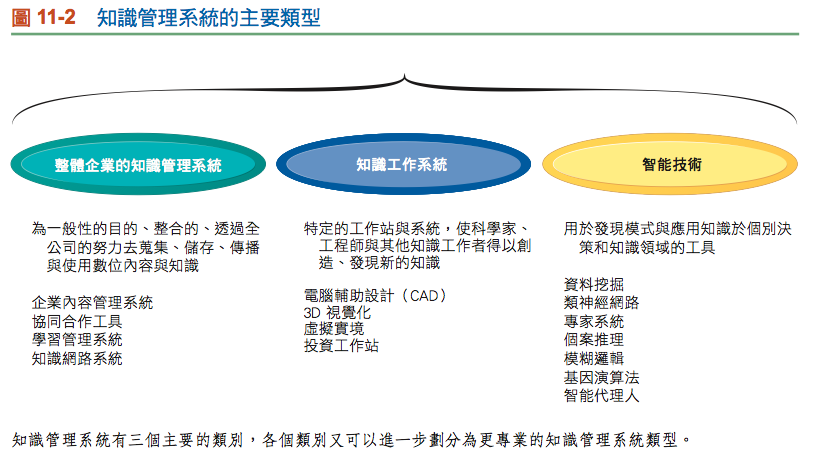 圖 11-2 知識管理系統的主要類型
整體企業的知識管理系統
為一般性的目的、整合的、透過全
公司的努力去蒐集、儲存、傳播
與使用數位內容與知識
企業內容管理系統
協同合作工具
學習管理系統
知識網路系統
知識工作系統
特定的工作站與系統，使科學家、
工程師與其他知識工作者得以創
造、發現新的知識
電腦輔助設計（CAD）
3D 視覺化
虛擬實境
投資工作站
智能技術
用於發現模式與應用知識於個別決
策和知識領域的工具
資料挖掘
類神經網路
專家系統
個案推理
模糊邏輯
基因演算法
智能代理人
知識管理系統有三個主要的類別，各個類別又可以進一步劃分為更專業的知識管理系統類型。